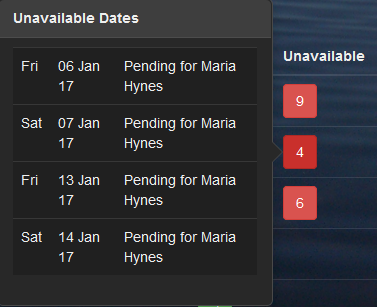 Unavailable Dates
Fri 06 Jan 17 Pending for Maria Hynes
Sat 07 Jan 17 Pending for Maria Hynes
Fri 13 Jan 17 Pending for Maria Hynes
Sat 14 Jan 17 Pending for Maria Hynes
Unavailable
9
4
6